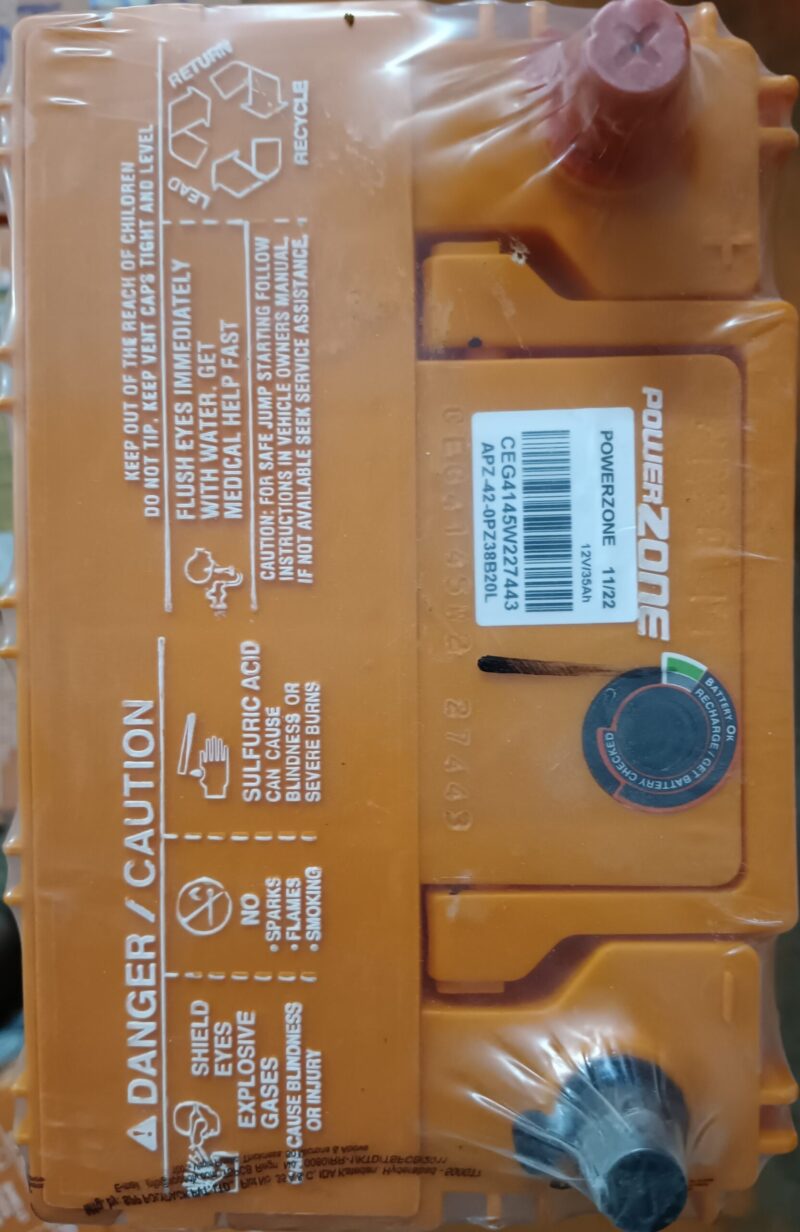 KEEP OUT OF THE REACH OF CHILDREN
DO NOT TIP. KEEP VENT CAPS TIGHT AND LEVEL
⚠ DANGER / CAUTION
SHIELD
EYES
EXPLOSIVE
GASES
CAUSE BLINDNESS
OR INJURY
NO
• SPARKS
• FLAMES
• SMOKING
SULFURIC ACID
CAN CAUSE
BLINDNESS OR
SEVERE BURNS
FLUSH EYES IMMEDIATELY
WITH WATER. GET
MEDICAL HELP FAST
CAUTION: FOR SAFE JUMP STARTING FOLLOW
INSTRUCTIONS IN VEHICLE OWNERS MANUAL.
IF NOT AVAILABLE SEEK SERVICE ASSISTANCE.
RETURN
LEAD
RECYCLE
POWERZONE
POWERZONE 11/22
12V/35Ah
CEG4145W227443
APZ-42-0PZ38B20L
BATTERY OK
RECHARGE / GET BATTERY CHECKED
+